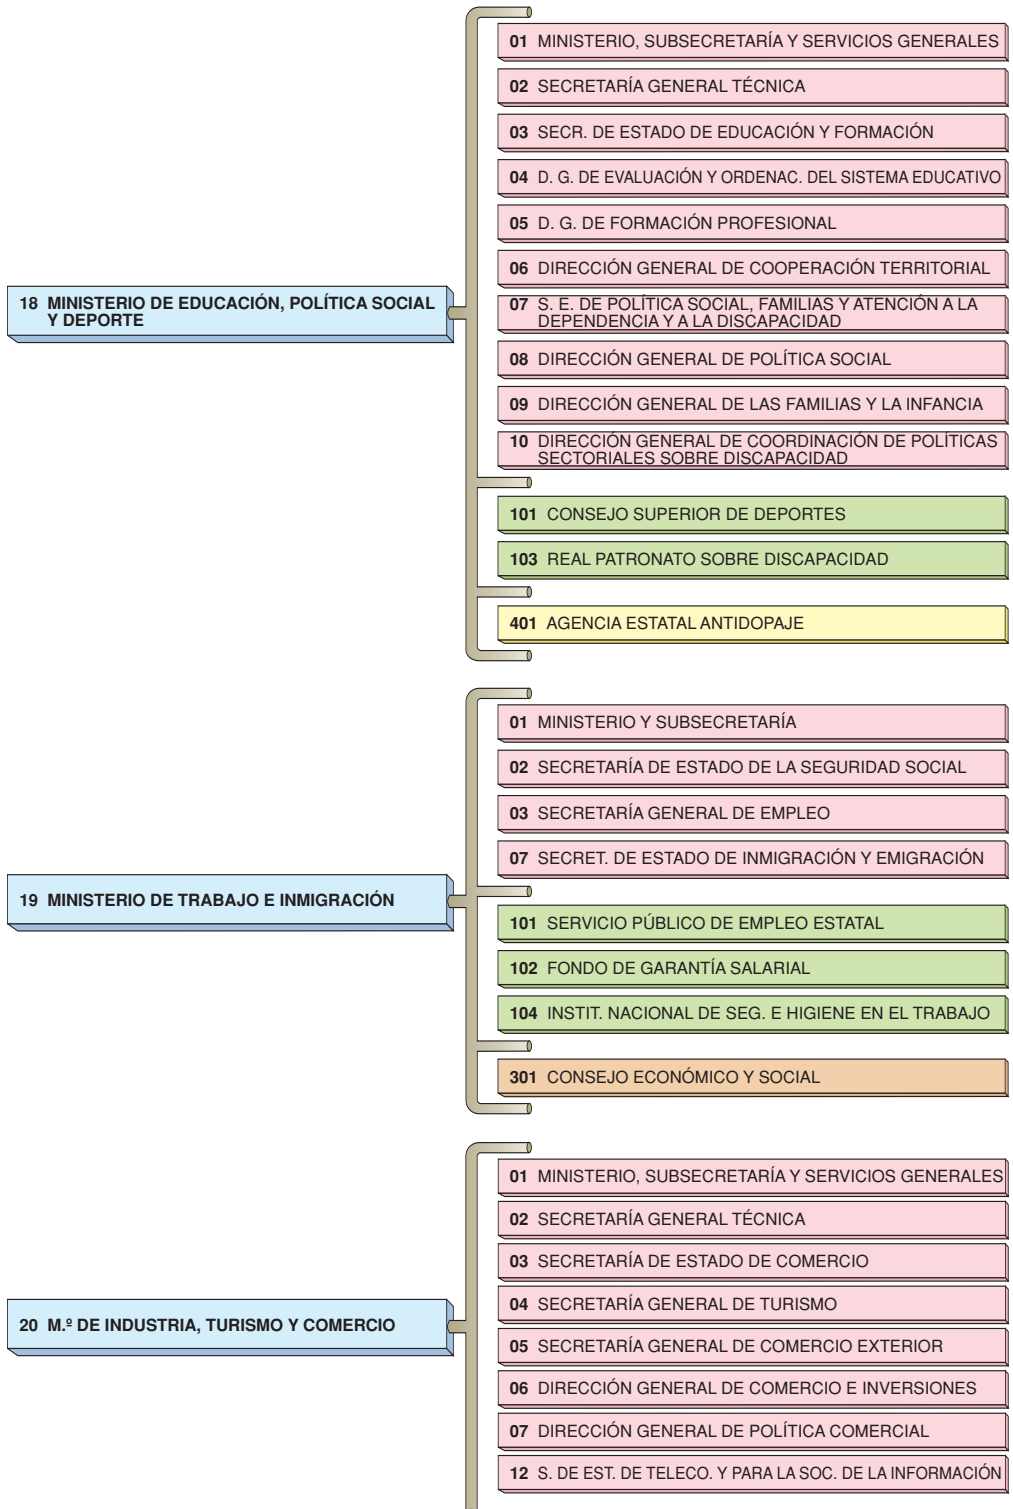 18 MINISTERIO DE EDUCACIÓN, POLÍTICA SOCIAL
Y DEPORTE
01 MINISTERIO, SUBSECRETARÍA Y SERVICIOS GENERALES
02 SECRETARÍA GENERAL TÉCNICA
03 SECR. DE ESTADO DE EDUCACIÓN Y FORMACIÓN
04 D. G. DE EVALUACIÓN Y ORDENAC. DEL SISTEMA EDUCATIVO
05 D. G. DE FORMACIÓN PROFESIONAL
06 DIRECCIÓN GENERAL DE COOPERACIÓN TERRITORIAL
07 S. E. DE POLÍTICA SOCIAL, FAMILIAS Y ATENCIÓN A LA
DEPENDENCIA Y A LA DISCAPACIDAD
08 DIRECCIÓN GENERAL DE POLÍTICA SOCIAL
09 DIRECCIÓN GENERAL DE LAS FAMILIAS Y LA INFANCIA
10 DIRECCIÓN GENERAL DE COORDINACIÓN DE POLÍTICAS
SECTORIALES SOBRE DISCAPACIDAD
101 CONSEJO SUPERIOR DE DEPORTES
103 REAL PATRONATO SOBRE DISCAPACIDAD
401 AGENCIA ESTATAL ANTIDOPAJE
19 MINISTERIO DE TRABAJO E INMIGRACIÓN
01 MINISTERIO Y SUBSECRETARÍA
02 SECRETARÍA DE ESTADO DE LA SEGURIDAD SOCIAL
03 SECRETARÍA GENERAL DE EMPLEO
07 SECRET. DE ESTADO DE INMIGRACIÓN Y EMIGRACIÓN
101 SERVICIO PÚBLICO DE EMPLEO ESTATAL
102 FONDO DE GARANTÍA SALARIAL
104 INSTIT. NACIONAL DE SEG. E HIGIENE EN EL TRABAJO
301 CONSEJO ECONÓMICO Y SOCIAL
20 M.º DE INDUSTRIA, TURISMO Y COMERCIO
01 MINISTERIO, SUBSECRETARÍA Y SERVICIOS GENERALES
02 SECRETARÍA GENERAL TÉCNICA
03 SECRETARÍA DE ESTADO DE COMERCIO
04 SECRETARÍA GENERAL DE TURISMO
05 SECRETARÍA GENERAL DE COMERCIO EXTERIOR
06 DIRECCIÓN GENERAL DE COMERCIO E INVERSIONES
07 DIRECCIÓN GENERAL DE POLÍTICA COMERCIAL
12 S. DE EST. DE TELECO. Y PARA LA SOC. DE LA INFORMACIÓN